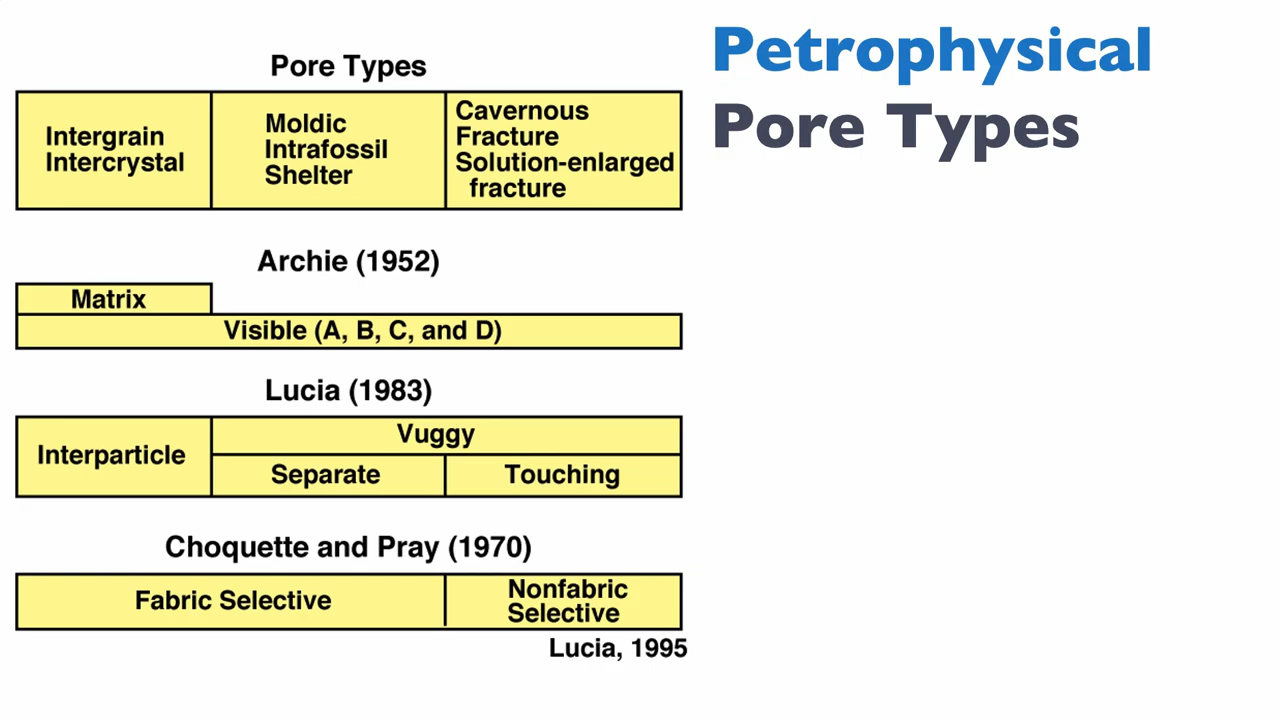 Petrophysical
Pore Types
Pore Types
Intergrain
Intercrystal
Moldic
Intrafossil
Shelter
Cavernous
Fracture
Solution-enlarged
fracture
Archie (1952)
Matrix
Visible (A, B, C, and D)
Lucia (1983)
Interparticle
Vuggy
Separate
Touching
Choquette and Pray (1970)
Fabric Selective
Nonfabric
Selective
Lucia, 1995